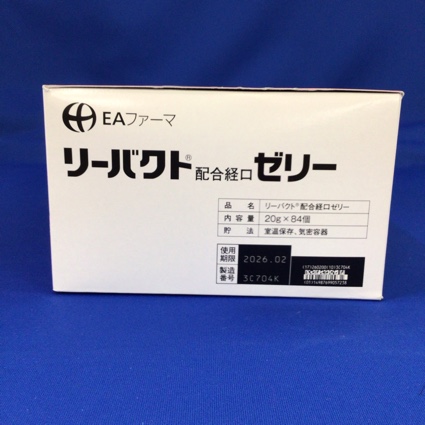 EAファーマ
リーバクト® 配合経口ゼリー
品名 リーバクト®配合経口ゼリー
内容量 20g×84個
貯法 室温保存、気密容器
使用期限 2026.02
製造番号 3C704K